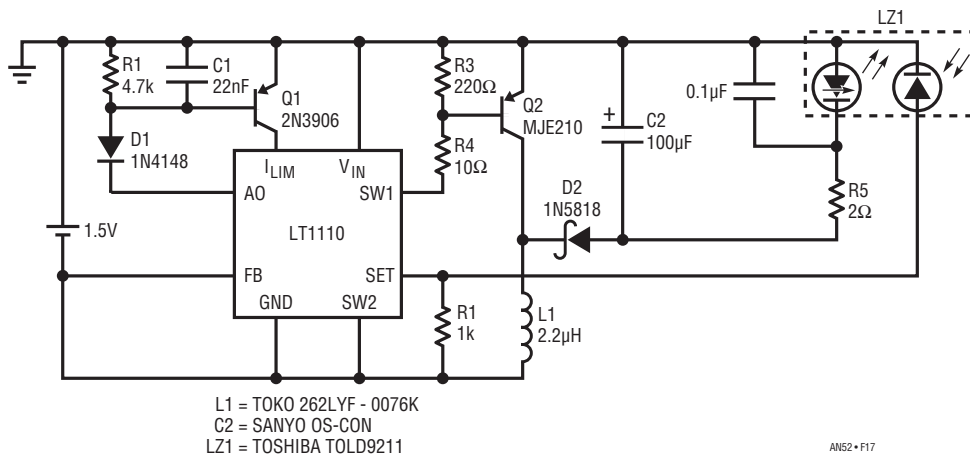 LZ1
R1
4.7k
C1
22nF
Q1
2N3906
R3
220Ω
Q2
MJE210
+
C2
100µF
0.1µF
D1
1N4148
R4
10Ω
I_LIM
V_IN
AO
SW1
D2
1N5818
R5
2Ω
1.5V
LT1110
FB
SET
GND
SW2
R1
1k
L1
2.2µH
L1 = TOKO 262LYF - 0076K
C2 = SANYO OS-CON
LZ1 = TOSHIBA TOLD9211
AN52 • F17